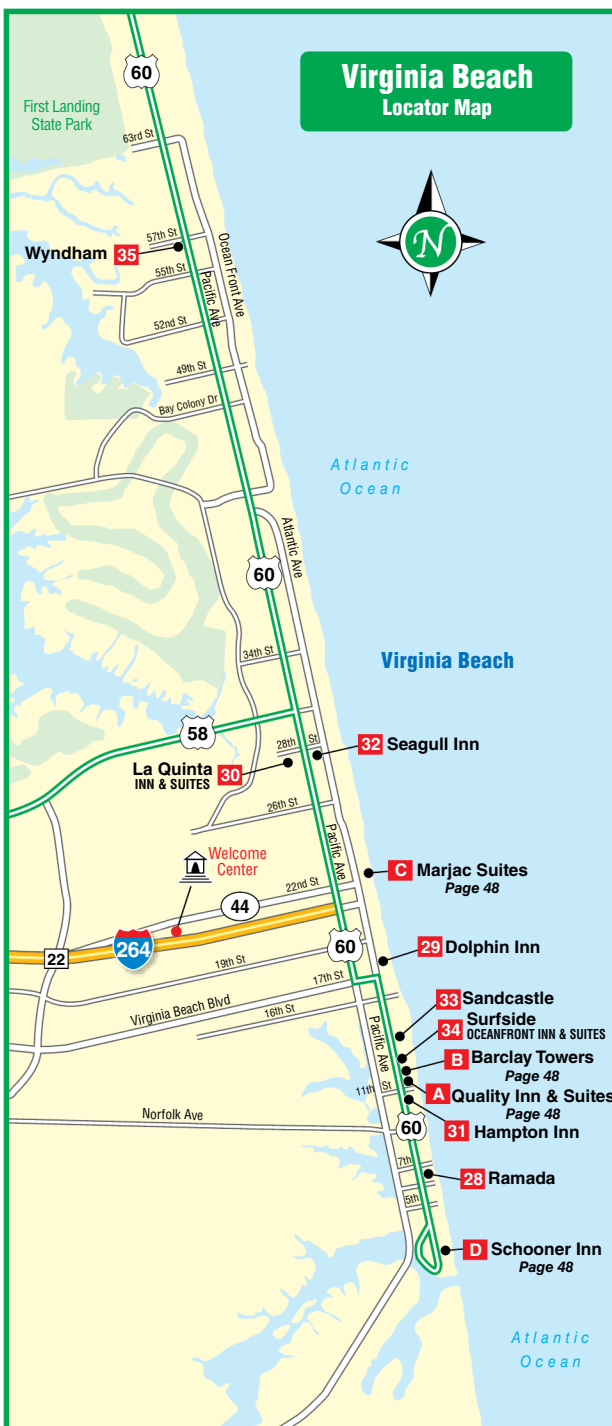 Virginia Beach
Locator Map
N
60
First Landing
State Park
63rd St
57th St
Wyndham 35
Ocean Front Ave
55th St
Pacific Ave
52nd St
49th St
Bay Colony Dr
Atlantic
Ocean
Atlantic Ave
60
34th St
Virginia Beach
58
28th St
32 Seagull Inn
La Quinta 30
INN & SUITES
26th St
Pacific Ave
Welcome
Center
C Marjac Suites
Page 48
22nd St
44
264
22
60
29 Dolphin Inn
19th St
17th St
33 Sandcastle
Virginia Beach Blvd
16th St
34 Surfside
OCEANFRONT INN & SUITES
Pacific Ave
B Barclay Towers
Page 48
11th St
A Quality Inn & Suites
Page 48
Norfolk Ave
60
31 Hampton Inn
7th
28 Ramada
5th
D Schooner Inn
Page 48
Atlantic
Ocean